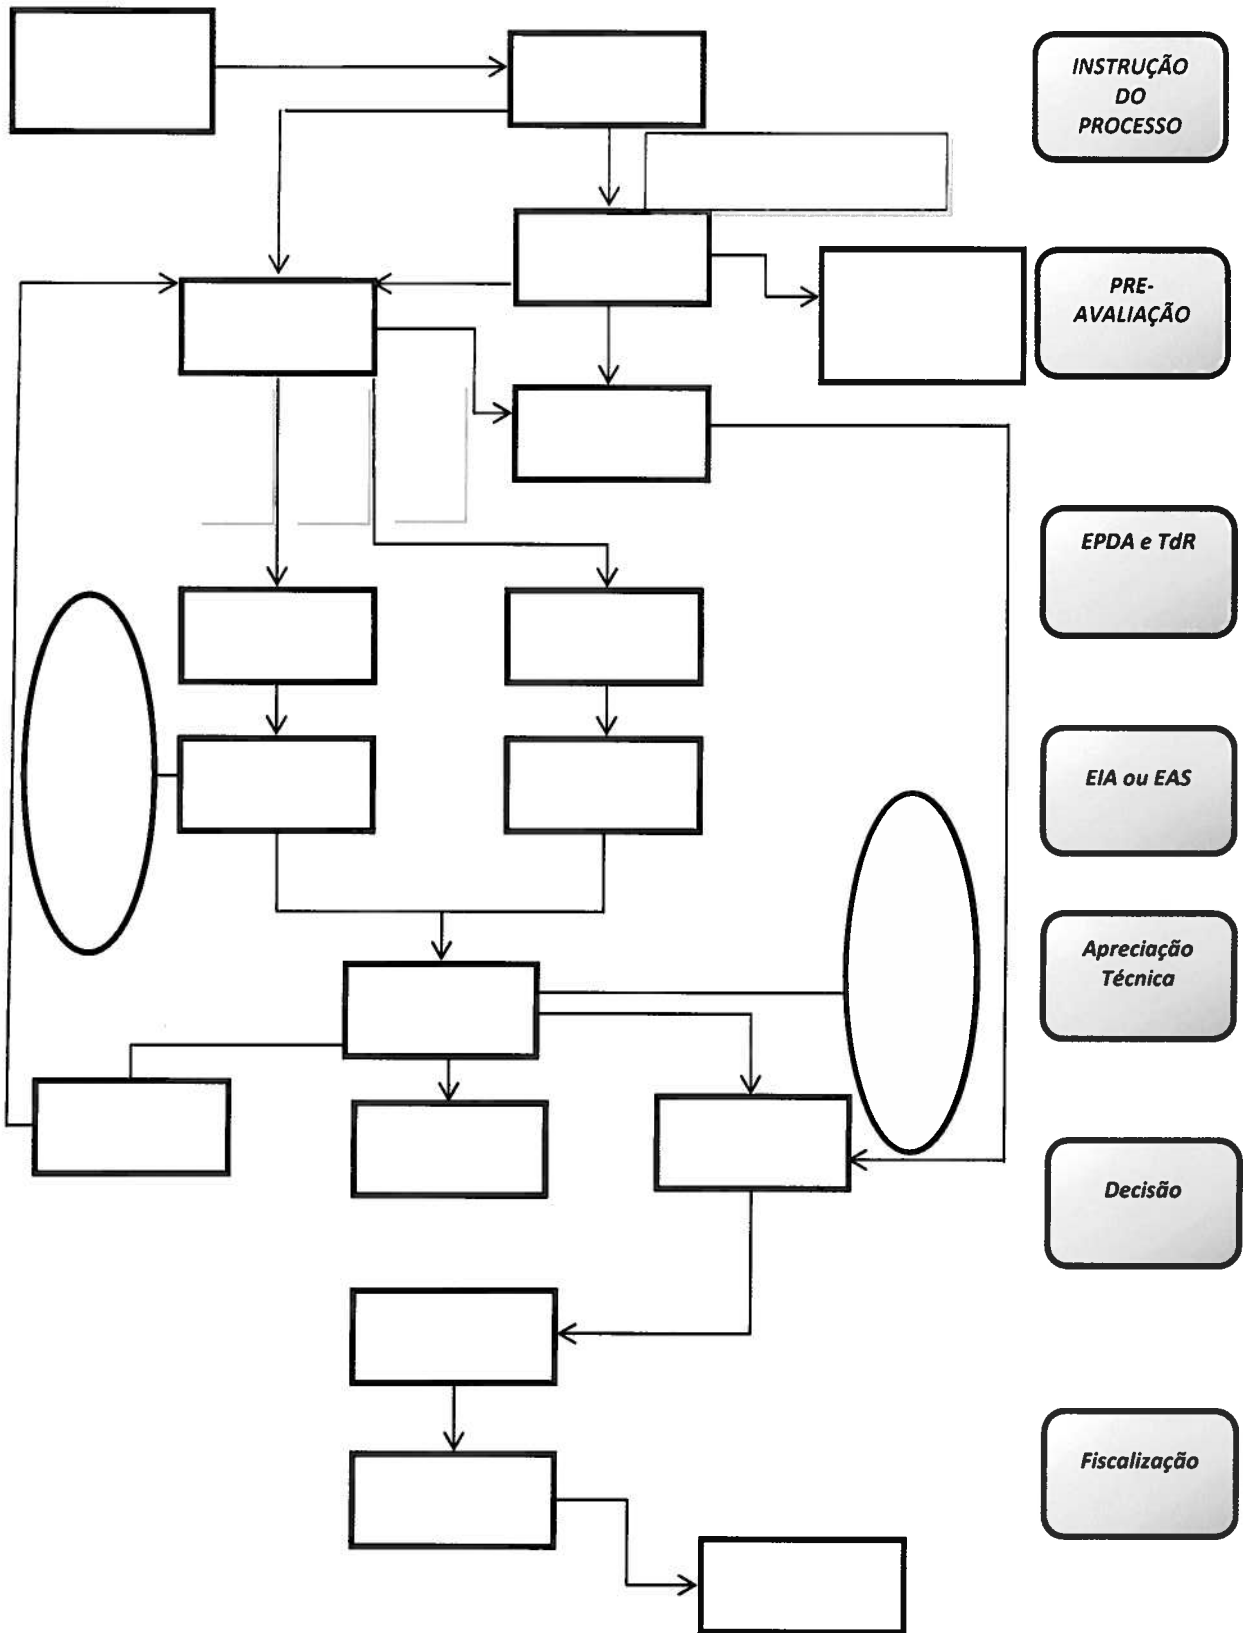 INSTRUÇÃO
DO
PROCESSO
PRE-
AVALIAÇÃO
EPDA e TdR
EIA ou EAS
Apreciação
Técnica
Decisão
Fiscalização